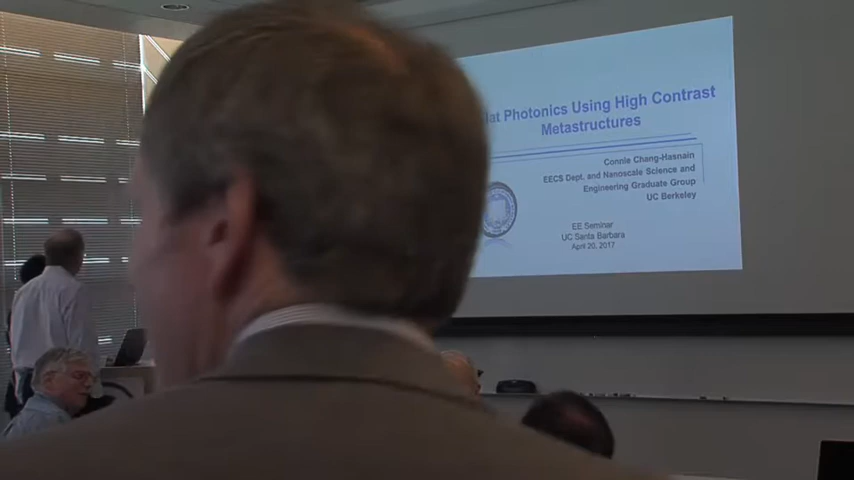 Photonics Using High Contrast
Metastructures
Connie Chang-Hasnain
EECS Dept. and Nanoscale Science and
Engineering Graduate Group
UC Berkeley
EE Seminar
UC Santa Barbara
April 20, 2017